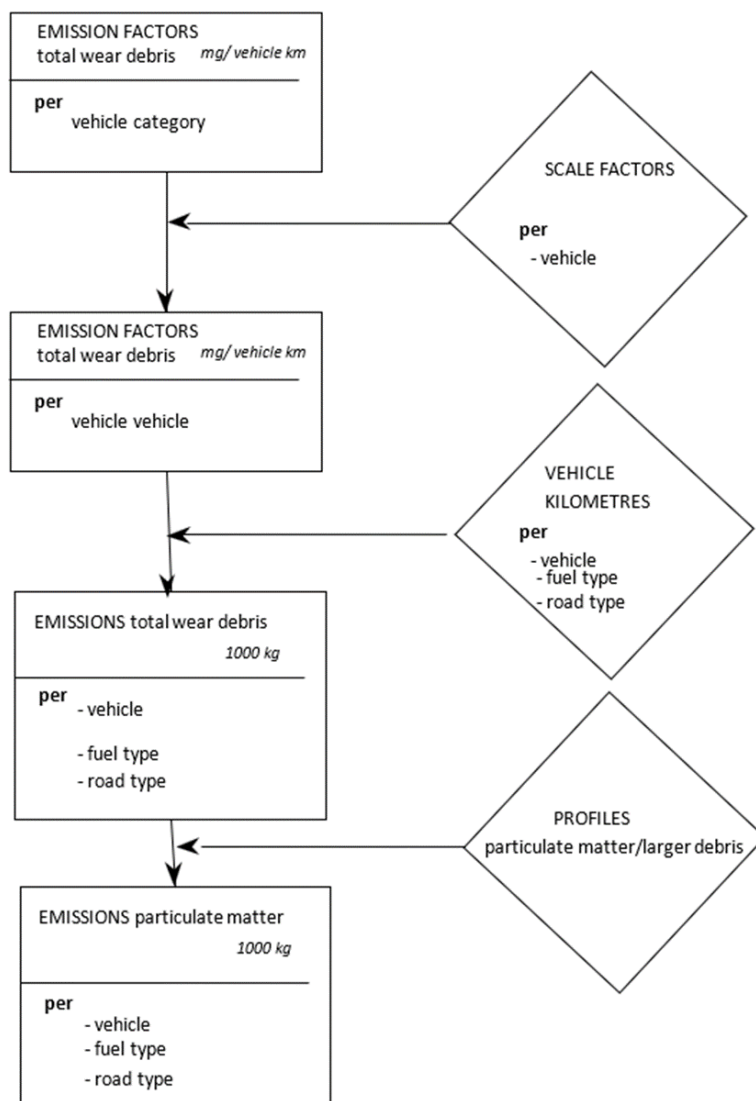 EMISSION FACTORS
total wear debris mg/ vehicle km
per
vehicle category
SCALE FACTORS
per
- vehicle
EMISSION FACTORS
total wear debris mg/ vehicle km
per
vehicle vehicle
VEHICLE
KILOMETRES
per
- vehicle
- fuel type
- road type
EMISSIONS total wear debris
1000 kg
per
- vehicle
- fuel type
- road type
PROFILES
particulate matter/larger debris
EMISSIONS particulate matter
1000 kg
per
- vehicle
- fuel type
- road type